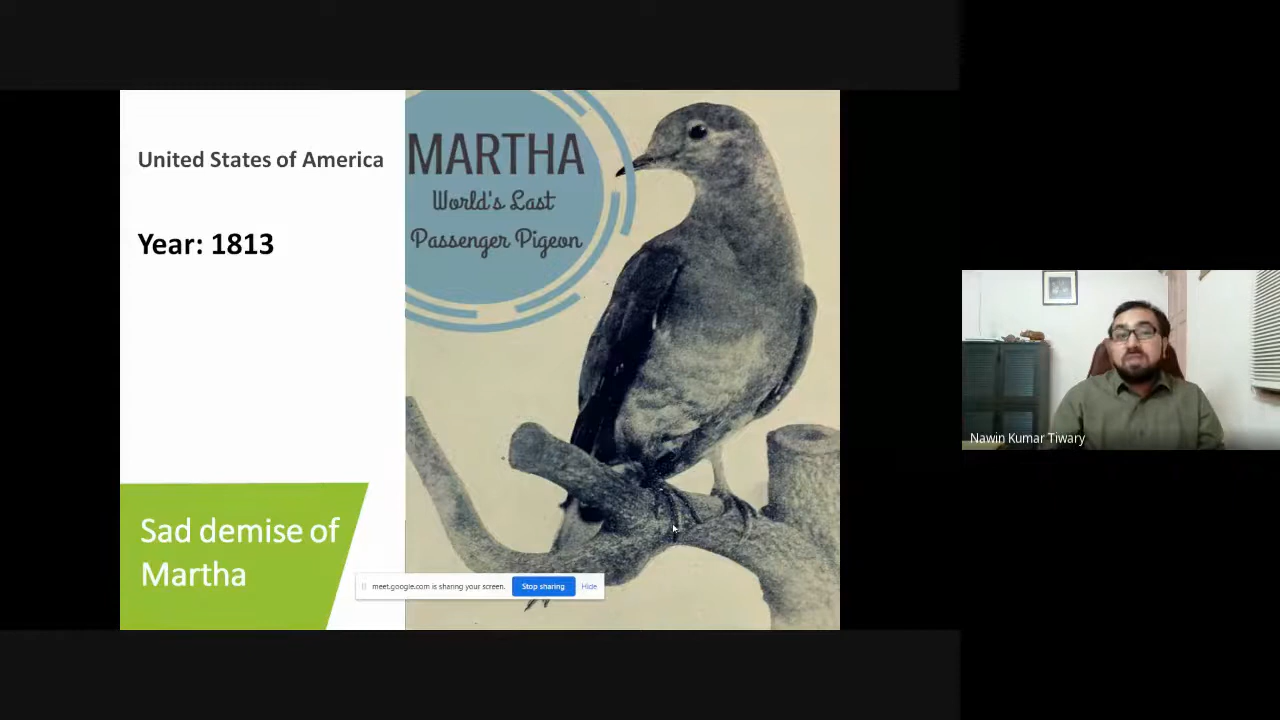 United States of America
Year: 1813
MARTHA
World's Last
Passenger Pigeon
Sad demise of
Martha
meet.google.com is sharing your screen.
Stop sharing
Hide
Nawin Kumar Tiwary